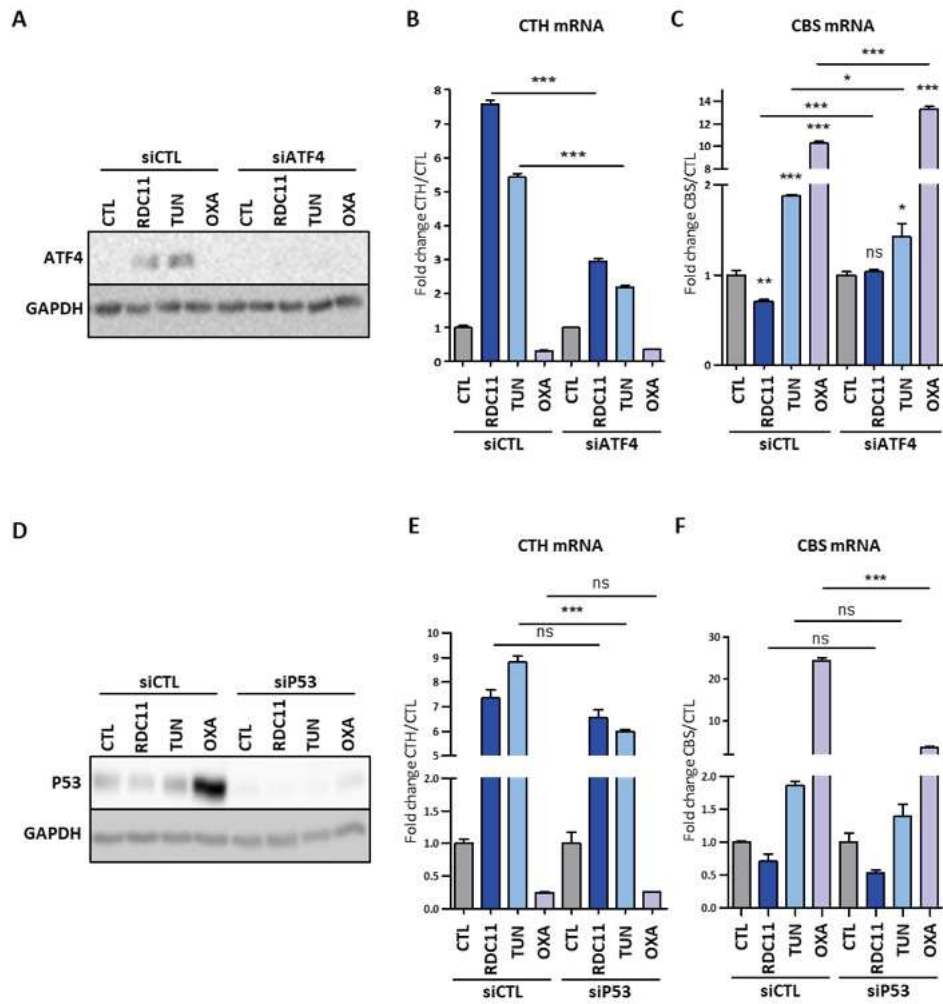 A
siCTL siATF4
CTL RDC11 TUN OXA CTL RDC11 TUN OXA
ATF4
GAPDH
B
CTH mRNA
***
***
Fold change CTH/CTL
8
7
6
5
4
3
2
1
0
CTL RDC11 TUN OXA CTL RDC11 TUN OXA
siCTL siATF4
C
CBS mRNA
***
*
***
***
***
***
**
ns
*
Fold change CBS/CTL
14
12
10
8
6
2
1
0
CTL RDC11 TUN OXA CTL RDC11 TUN OXA
siCTL siATF4
D
siCTL siP53
CTL RDC11 TUN OXA CTL RDC11 TUN OXA
P53
GAPDH
E
CTH mRNA
ns
***
ns
Fold change CTH/CTL
10
9
8
7
6
5
2.0
1.5
1.0
0.5
0.0
CTL RDC11 TUN OXA CTL RDC11 TUN OXA
siCTL siP53
F
CBS mRNA
***
ns
ns
Fold change CBS/CTL
30
20
10
2.0
1.5
1.0
0.5
0.0
CTL RDC11 TUN OXA CTL RDC11 TUN OXA
siCTL siP53